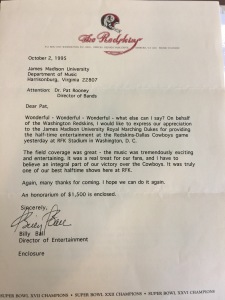 The Redskins
October 2, 1995
James Madison University
Department of Music
Harrisonburg, Virginia 22807
Attention: Dr. Pat Rooney
Director of Bands
Dear Pat,
Wonderful - Wonderful - Wonderful - what else can I say? On behalf
of the Washington Redskins, I would like to express our appreciation
to the James Madison University Royal Marching Dukes for providing
the half-time entertainment at the Redskins-Dallas Cowboys game
yesterday at RFK Stadium in Washington, D. C.
The field coverage was great - the music was tremendously exciting
and entertaining. It was a real treat for our fans, and I have to
believe an integral part of our victory over the Cowboys. It was truly
one of our best halftime shows here at RFK.
Again, many thanks for coming. I hope we can do it again.
An honorarium of $1,500 is enclosed.
Sincerely,
Billy Ball
Billy Ball
Director of Entertainment
Enclosure
SUPER BOWL XVII CHAMPIONS • SUPER BOWL XXII CHAMPIONS • SUPER BOWL XXVI CHAMPIONS